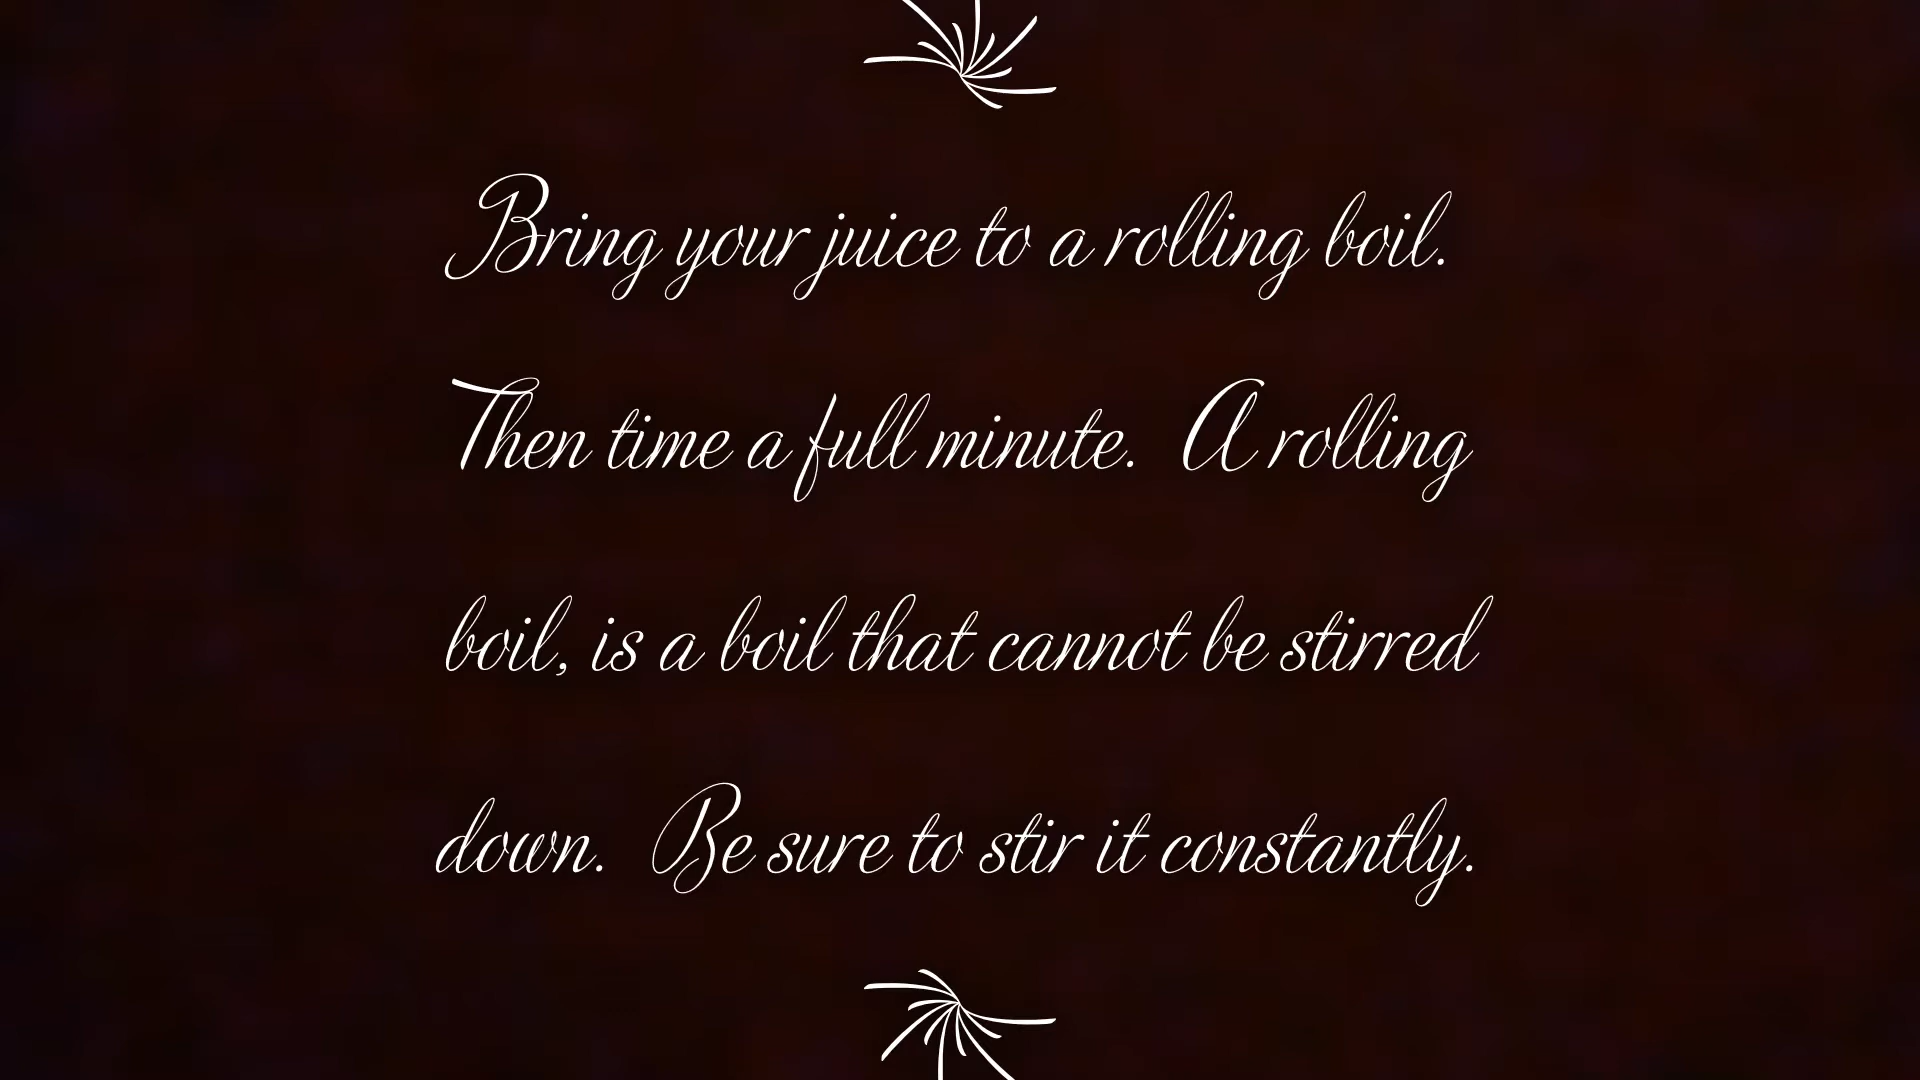 Bring your juice to a rolling boil.
Then time a full minute.  A rolling
boil, is a boil that cannot be stirred
down.  Be sure to stir it constantly.